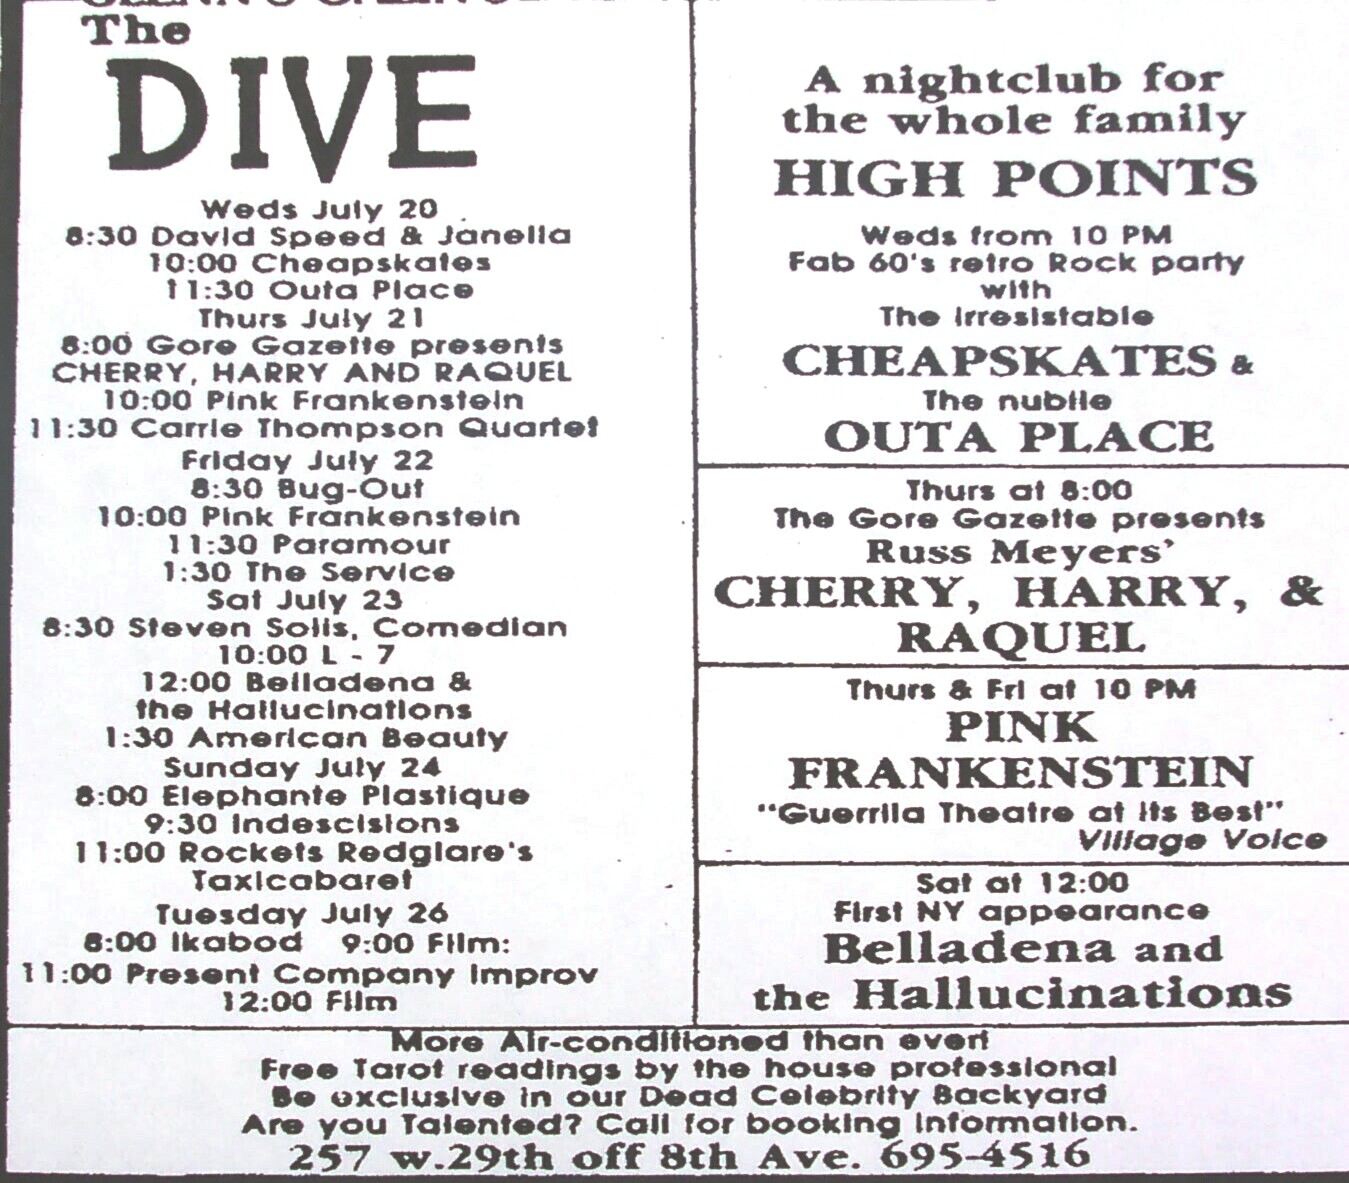 The
DIVE
Weds July 20
8:30 David Speed & Janella
10:00 Cheapskates
11:30 Outa Place
Thurs July 21
8:00 Gore Gazette presents
CHERRY, HARRY AND RAQUEL
10:00 Pink Frankenstein
11:30 Carrie Thompson Quartet
Friday July 22
8:30 Bug-Out
10:00 Pink Frankenstein
11:30 Paramour
1:30 The Service
Sat July 23
8:30 Steven Solis, Comedian
10:00 L - 7
12:00 Belladena &
the Hallucinations
1:30 American Beauty
Sunday July 24
8:00 Elephante Plastique
9:30 Indescisions
11:00 Rockets Redglare's
Taxicabaret
Tuesday July 26
8:00 Ikabod 9:00 Film:
11:00 Present Company Improv
12:00 Film
A nightclub for
the whole family
HIGH POINTS
Weds from 10 PM
Fab 60's retro Rock party
with
The Irresistable
CHEAPSKATES &
The nubile
OUTA PLACE
Thurs at 8:00
The Gore Gazette presents
Russ Meyers'
CHERRY, HARRY, &
RAQUEL
Thurs & Fri at 10 PM
PINK
FRANKENSTEIN
"Guerrila Theatre at its Best"
Village Voice
Sat at 12:00
First NY appearance
Belladena and
the Hallucinations
More Air-conditioned than ever!
Free Tarot readings by the house professional
Be exclusive in our Dead Celebrity Backyard
Are you Talented? Call for booking information.
257 w.29th off 8th Ave. 695-4516